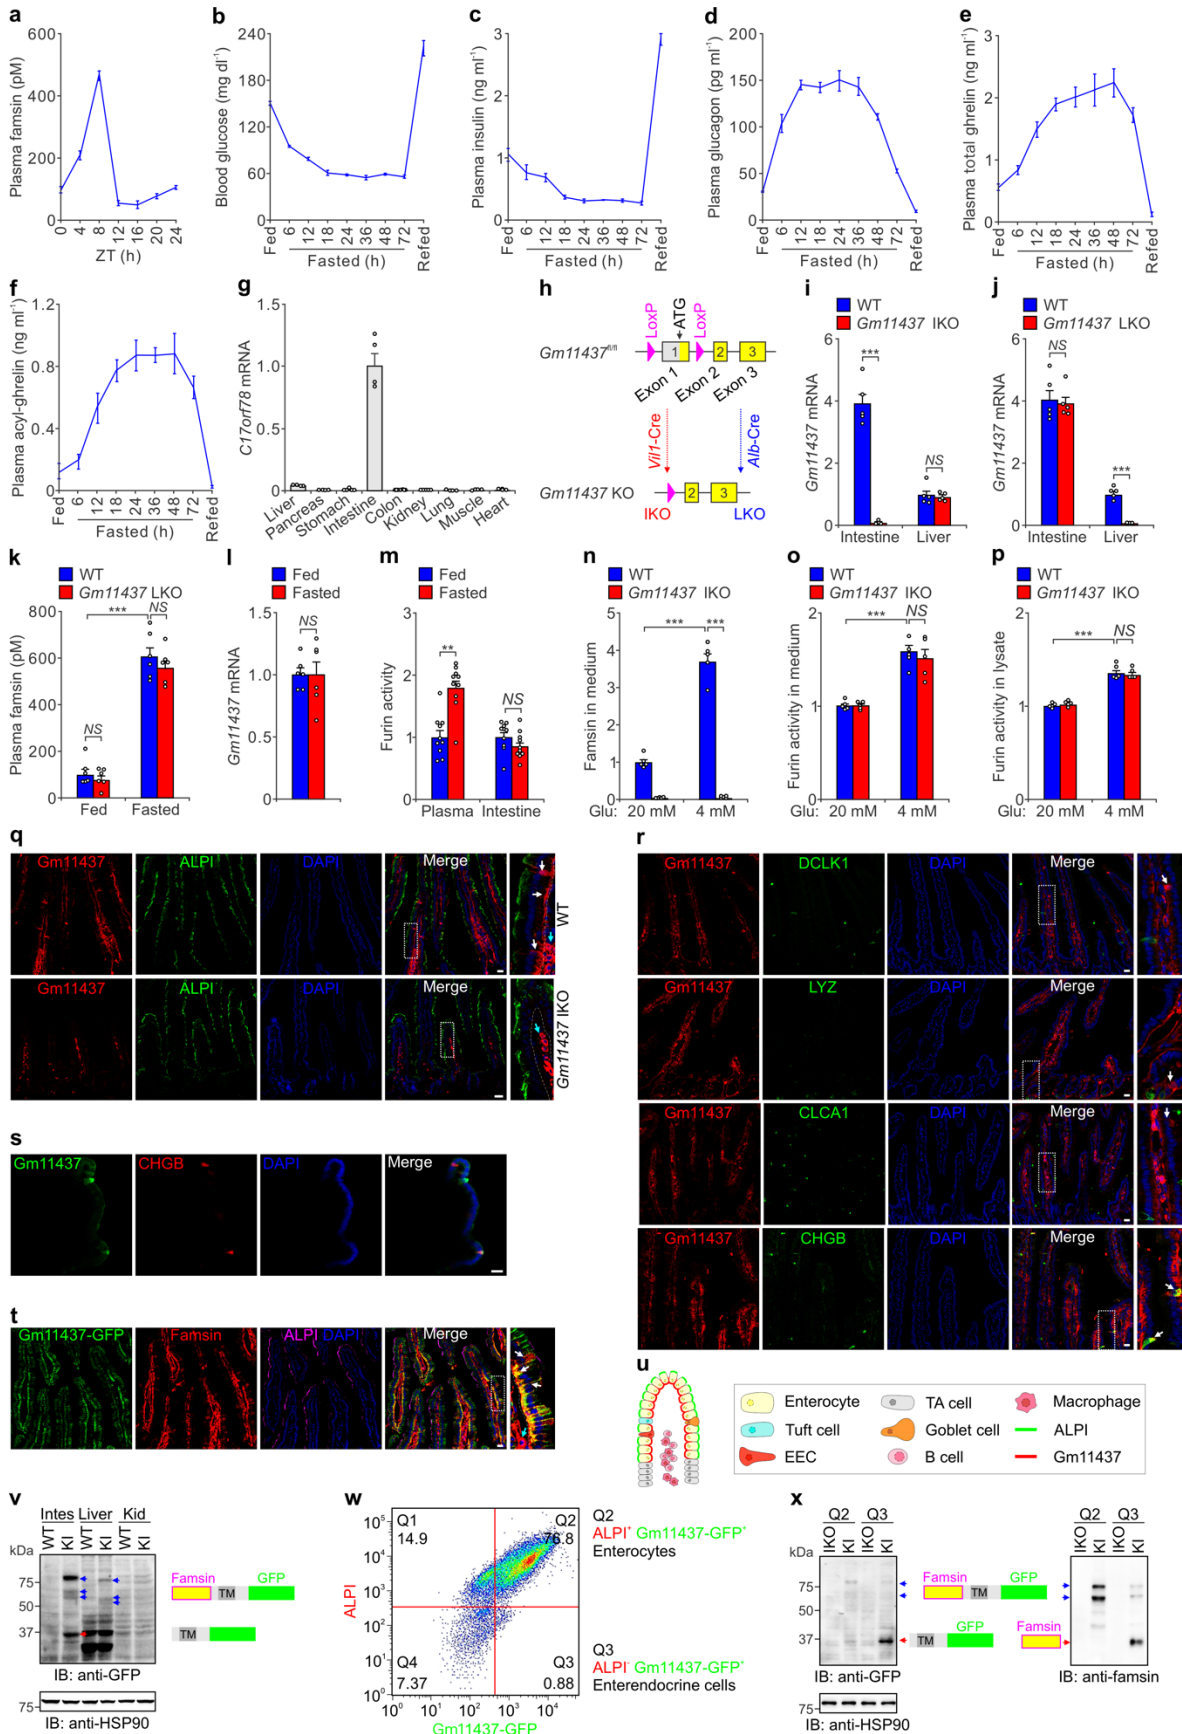 a
Plasma famsin (pM)
600
400
200
0
0 4 8 12 16 20 24
ZT (h)
b
Blood glucose (mg dl⁻¹)
240
180
120
60
0
Fed 6 12 18 24 36 48 72 Refed
Fasted (h)
c
Plasma insulin (ng ml⁻¹)
3
2
1
0
Fed 6 12 18 24 36 48 72 Refed
Fasted (h)
d
Plasma glucagon (pg ml⁻¹)
200
150
100
50
0
Fed 6 12 18 24 36 48 72 Refed
Fasted (h)
e
Plasma total ghrelin (ng ml⁻¹)
3
2
1
0
Fed 6 12 18 24 36 48 72 Refed
Fasted (h)
f
Plasma acyl-ghrelin (ng ml⁻¹)
1.2
0.8
0.4
0
Fed 6 12 18 24 36 48 72 Refed
Fasted (h)
g
C17orf78 mRNA
1.5
1.0
0.5
0
Liver Pancreas Stomach Intestine Colon Kidney Lung Muscle Heart
h
LoxP ATG LoxP
Gm11437fl/fl 1 2 3
Exon 1 Exon 2 Exon 3
Vil1-Cre Alb-Cre
Gm11437 KO 2 3
IKO LKO
i
WT
Gm11437 IKO
Gm11437 mRNA
6
4
2
0
*** NS
Intestine Liver
j
WT
Gm11437 LKO
Gm11437 mRNA
6
4
2
0
NS ***
Intestine Liver
k
WT
Gm11437 LKO
Plasma famsin (pM)
800
600
400
200
0
*** NS
NS
Fed Fasted
l
Fed
Fasted
Gm11437 mRNA
1.5
1.0
0.5
0
NS
m
Fed
Fasted
Furin activity
4
3
2
1
0
** NS
Plasma Intestine
n
WT
Gm11437 IKO
Famsin in medium
6
5
4
3
2
1
0
*** ***
Glu: 20 mM 4 mM
o
WT
Gm11437 IKO
Furin activity in medium
2
1
0
*** NS
Glu: 20 mM 4 mM
p
WT
Gm11437 IKO
Furin activity in lysate
2
1
0
*** NS
Glu: 20 mM 4 mM
q
Gm11437 ALPI DAPI Merge
WT
Gm11437 ALPI DAPI Merge
Gm11437 IKO
r
Gm11437 DCLK1 DAPI Merge
Gm11437 LYZ DAPI Merge
Gm11437 CLCA1 DAPI Merge
Gm11437 CHGB DAPI Merge
s
Gm11437 CHGB DAPI Merge
t
Gm11437-GFP Famsin ALPI DAPI Merge
u
Enterocyte TA cell Macrophage
Tuft cell Goblet cell ALPI
EEC B cell Gm11437
v
Intes Liver Kid
WT KI WT KI WT KI
kDa
75
50
37
IB: anti-GFP
75
IB: anti-HSP90
Famsin GFP
TM
TM
w
ALPI
10⁵
10⁴
10³
10²
10¹
10⁰
Q1
14.9
Q2
76.8
Q4
7.37
Q3
0.88
10⁰ 10¹ 10² 10³ 10⁴
Gm11437-GFP
Q2
ALPI⁺ Gm11437-GFP⁺
Enterocytes
Q3
ALPI⁻ Gm11437-GFP⁺
Enterendocrine cells
x
Q2 Q3
IKO KI IKO KI
kDa
75
50
37
IB: anti-GFP
75
IB: anti-HSP90
Famsin GFP
TM
TM GFP
Famsin
Q2 Q3
IKO KI IKO KI
IB: anti-famsin